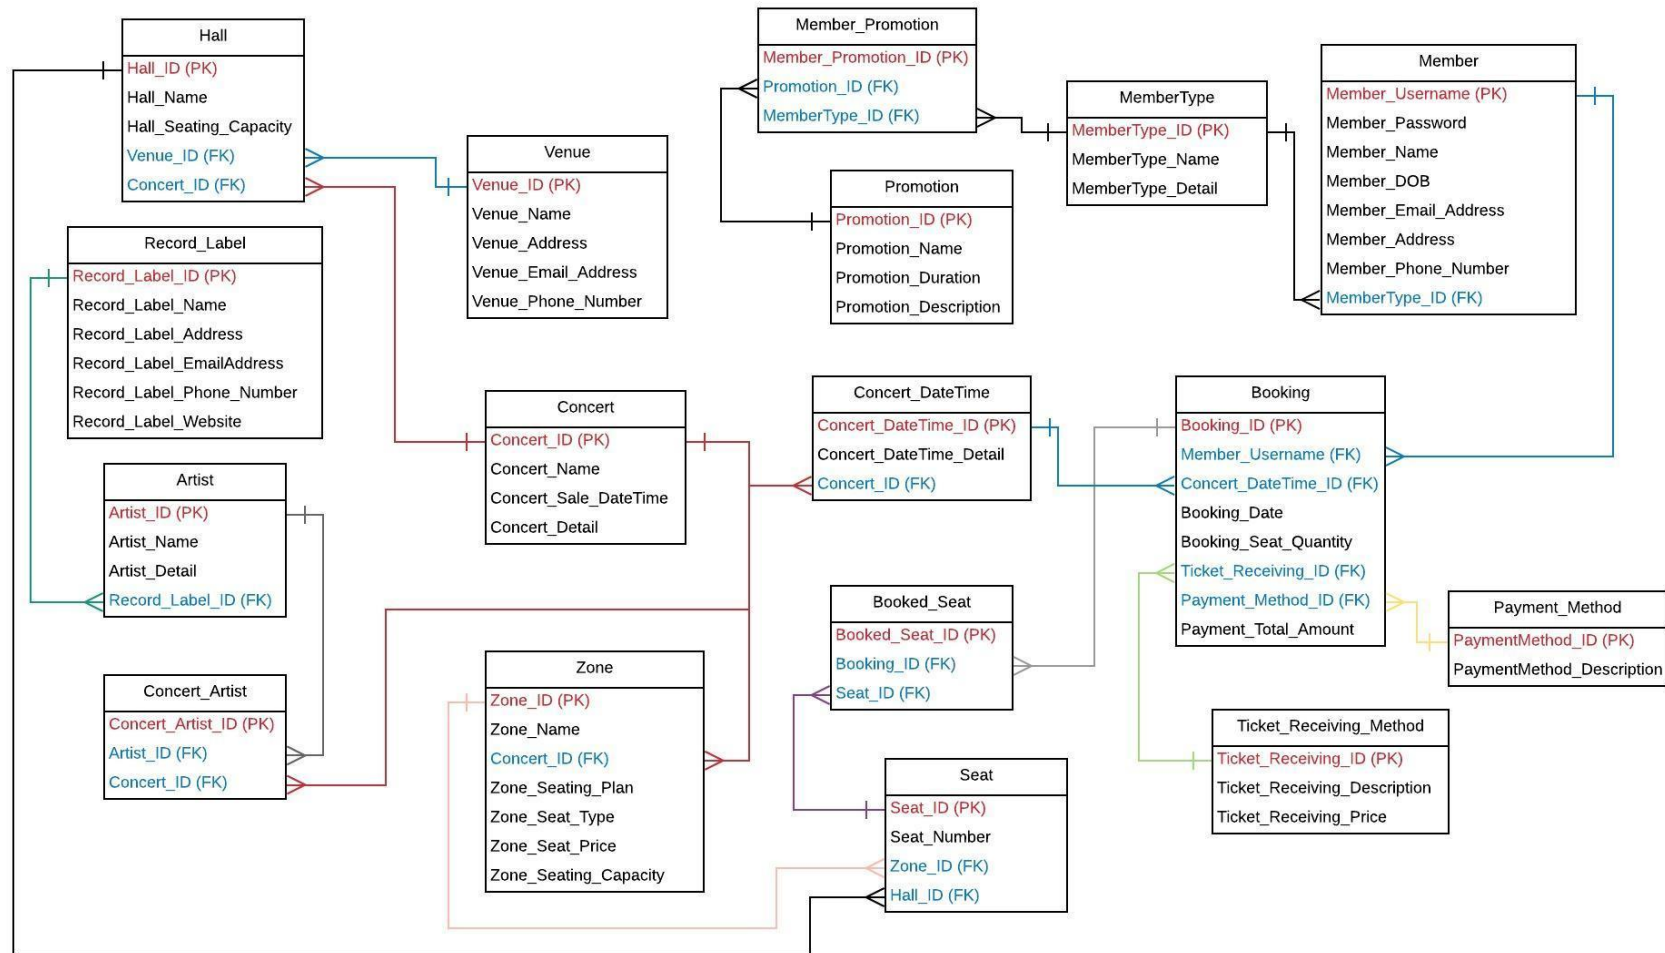 Hall
Hall_ID (PK)
Hall_Name
Hall_Seating_Capacity
Venue_ID (FK)
Concert_ID (FK)
Member_Promotion
Member_Promotion_ID (PK)
Promotion_ID (FK)
MemberType_ID (FK)
MemberType
MemberType_ID (PK)
MemberType_Name
MemberType_Detail
Member
Member_Username (PK)
Member_Password
Member_Name
Member_DOB
Member_Email_Address
Member_Address
Member_Phone_Number
MemberType_ID (FK)
Venue
Venue_ID (PK)
Venue_Name
Venue_Address
Venue_Email_Address
Venue_Phone_Number
Promotion
Promotion_ID (PK)
Promotion_Name
Promotion_Duration
Promotion_Description
Record_Label
Record_Label_ID (PK)
Record_Label_Name
Record_Label_Address
Record_Label_EmailAddress
Record_Label_Phone_Number
Record_Label_Website
Concert
Concert_ID (PK)
Concert_Name
Concert_Sale_DateTime
Concert_Detail
Concert_DateTime
Concert_DateTime_ID (PK)
Concert_DateTime_Detail
Concert_ID (FK)
Booking
Booking_ID (PK)
Member_Username (FK)
Concert_DateTime_ID (FK)
Booking_Date
Booking_Seat_Quantity
Ticket_Receiving_ID (FK)
Payment_Method_ID (FK)
Payment_Total_Amount
Artist
Artist_ID (PK)
Artist_Name
Artist_Detail
Record_Label_ID (FK)
Booked_Seat
Booked_Seat_ID (PK)
Booking_ID (FK)
Seat_ID (FK)
Payment_Method
PaymentMethod_ID (PK)
PaymentMethod_Description
Concert_Artist
Concert_Artist_ID (PK)
Artist_ID (FK)
Concert_ID (FK)
Zone
Zone_ID (PK)
Zone_Name
Concert_ID (FK)
Zone_Seating_Plan
Zone_Seat_Type
Zone_Seat_Price
Zone_Seating_Capacity
Ticket_Receiving_Method
Ticket_Receiving_ID (PK)
Ticket_Receiving_Description
Ticket_Receiving_Price
Seat
Seat_ID (PK)
Seat_Number
Zone_ID (FK)
Hall_ID (FK)